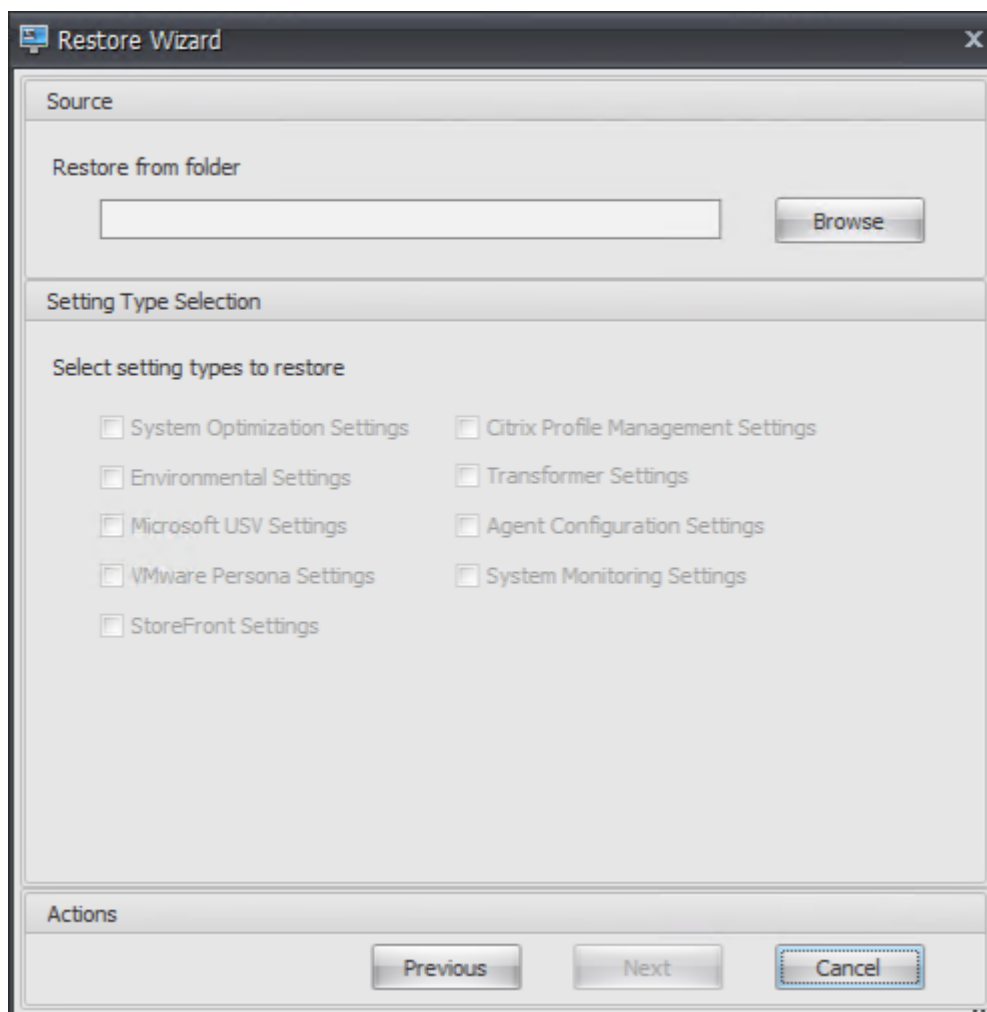 Restore Wizard
Source
Restore from folder
Browse
Setting Type Selection
Select setting types to restore
System Optimization Settings
Citrix Profile Management Settings
Environmental Settings
Transformer Settings
Microsoft USV Settings
Agent Configuration Settings
VMware Persona Settings
System Monitoring Settings
StoreFront Settings
Actions
Previous
Next
Cancel